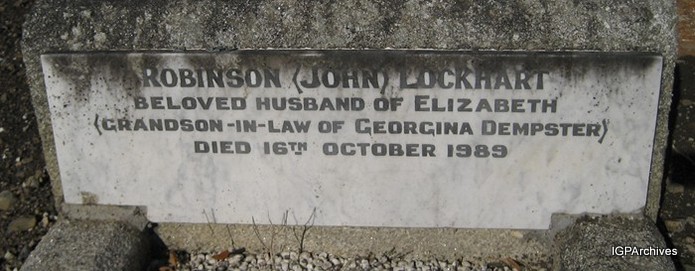 ROBINSON (JOHN) LOCKHART
BELOVED HUSBAND OF ELIZABETH
(GRANDSON-IN-LAW OF GEORGINA DEMPSTER)
DIED 16TH OCTOBER 1989
IGPArchives